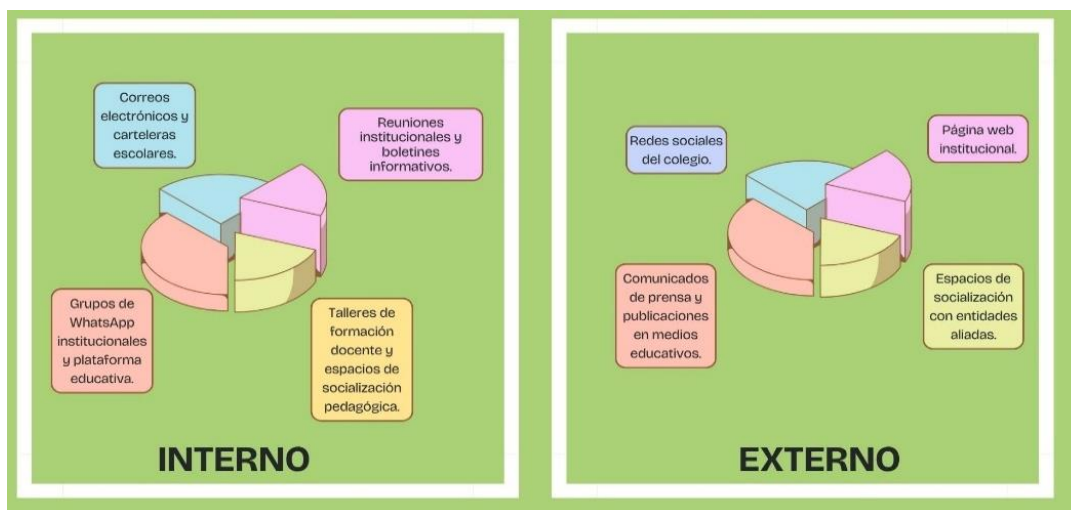 Correos
electrónicos y
carteleras
escolares.
Reuniones
institucionales y
boletines
informativos.
Grupos de
WhatsApp
institucionales
y plataforma
educativa.
Talleres de
formación
docente y
espacios de
socialización
pedagógica.
INTERNO
Redes sociales
del colegio.
Página web
institucional.
Comunicados
de prensa y
publicaciones
en medios
educativos.
Espacios de
socialización
con entidades
aliadas.
EXTERNO